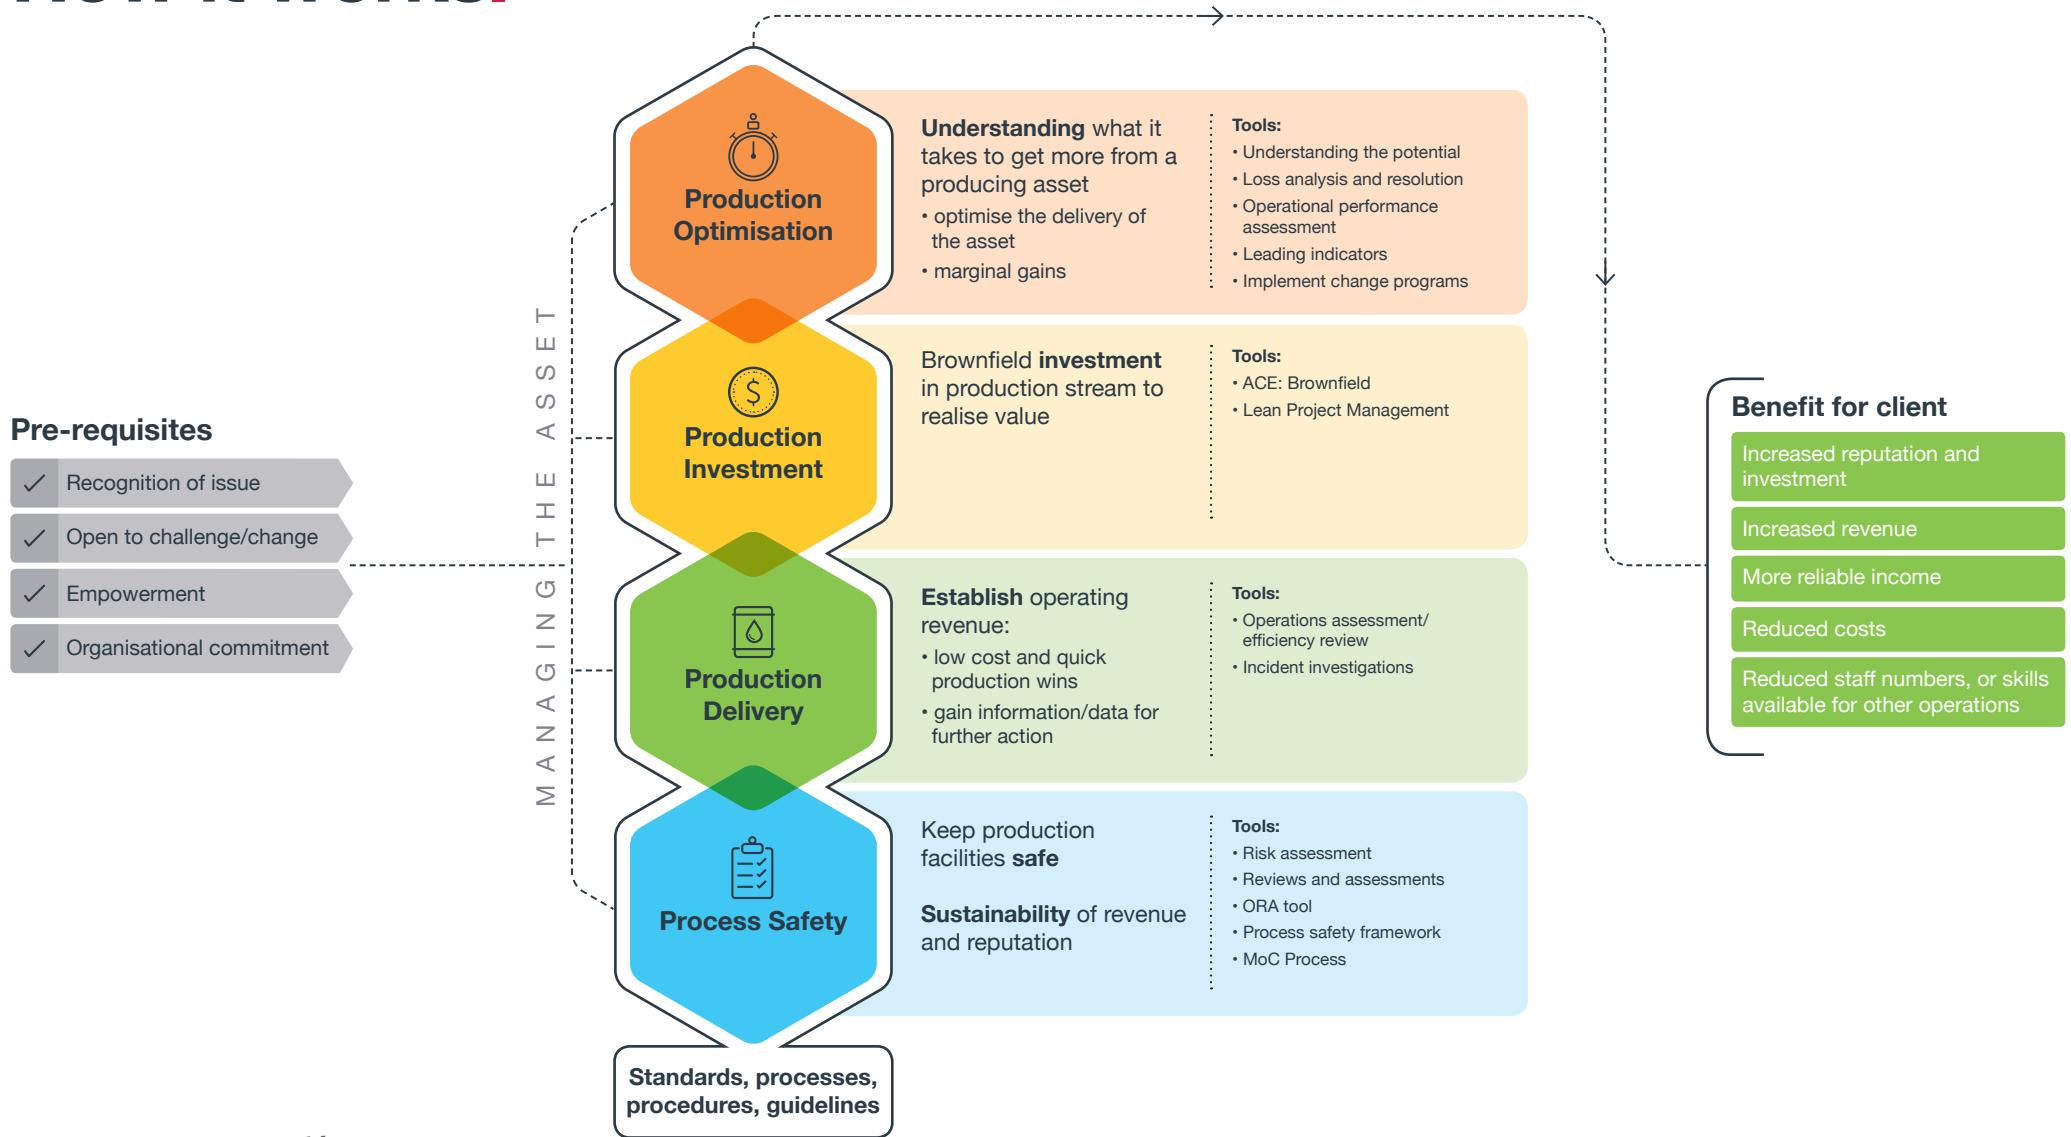 How it works.
Pre-requisites
Recognition of issue
Open to challenge/change
Empowerment
Organisational commitment
MANAGING THE ASSET
Production
Optimisation
Understanding what it
takes to get more from a
producing asset
• optimise the delivery of
the asset
• marginal gains
Tools:
• Understanding the potential
• Loss analysis and resolution
• Operational performance
assessment
• Leading indicators
• Implement change programs
Production
Investment
Brownfield investment
in production stream to
realise value
Tools:
• ACE: Brownfield
• Lean Project Management
Production
Delivery
Establish operating
revenue:
• low cost and quick
production wins
• gain information/data for
further action
Tools:
• Operations assessment/
efficiency review
• Incident investigations
Process Safety
Keep production
facilities safe
Sustainability of revenue
and reputation
Tools:
• Risk assessment
• Reviews and assessments
• ORA tool
• Process safety framework
• MoC Process
Standards, processes,
procedures, guidelines
Benefit for client
Increased reputation and
investment
Increased revenue
More reliable income
Reduced costs
Reduced staff numbers, or skills
available for other operations